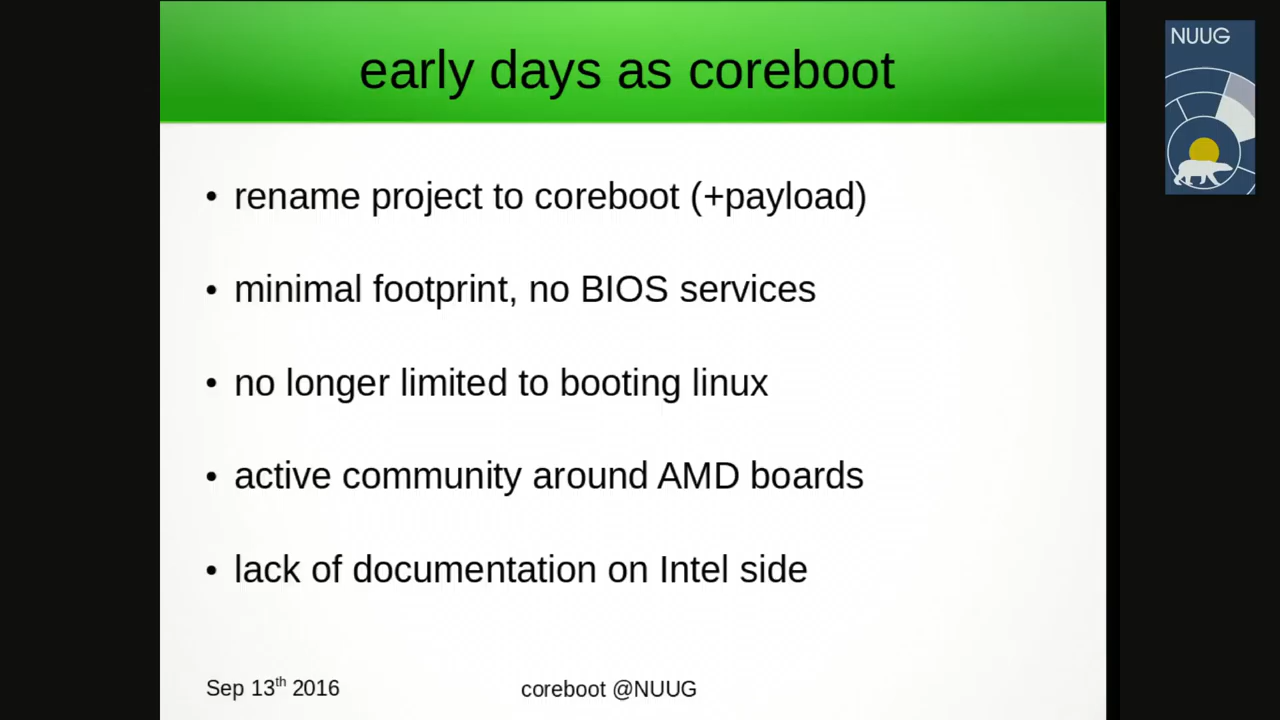 early days as coreboot
NUUG
• rename project to coreboot (+payload)
• minimal footprint, no BIOS services
• no longer limited to booting linux
• active community around AMD boards
• lack of documentation on Intel side
Sep 13th 2016
coreboot @NUUG